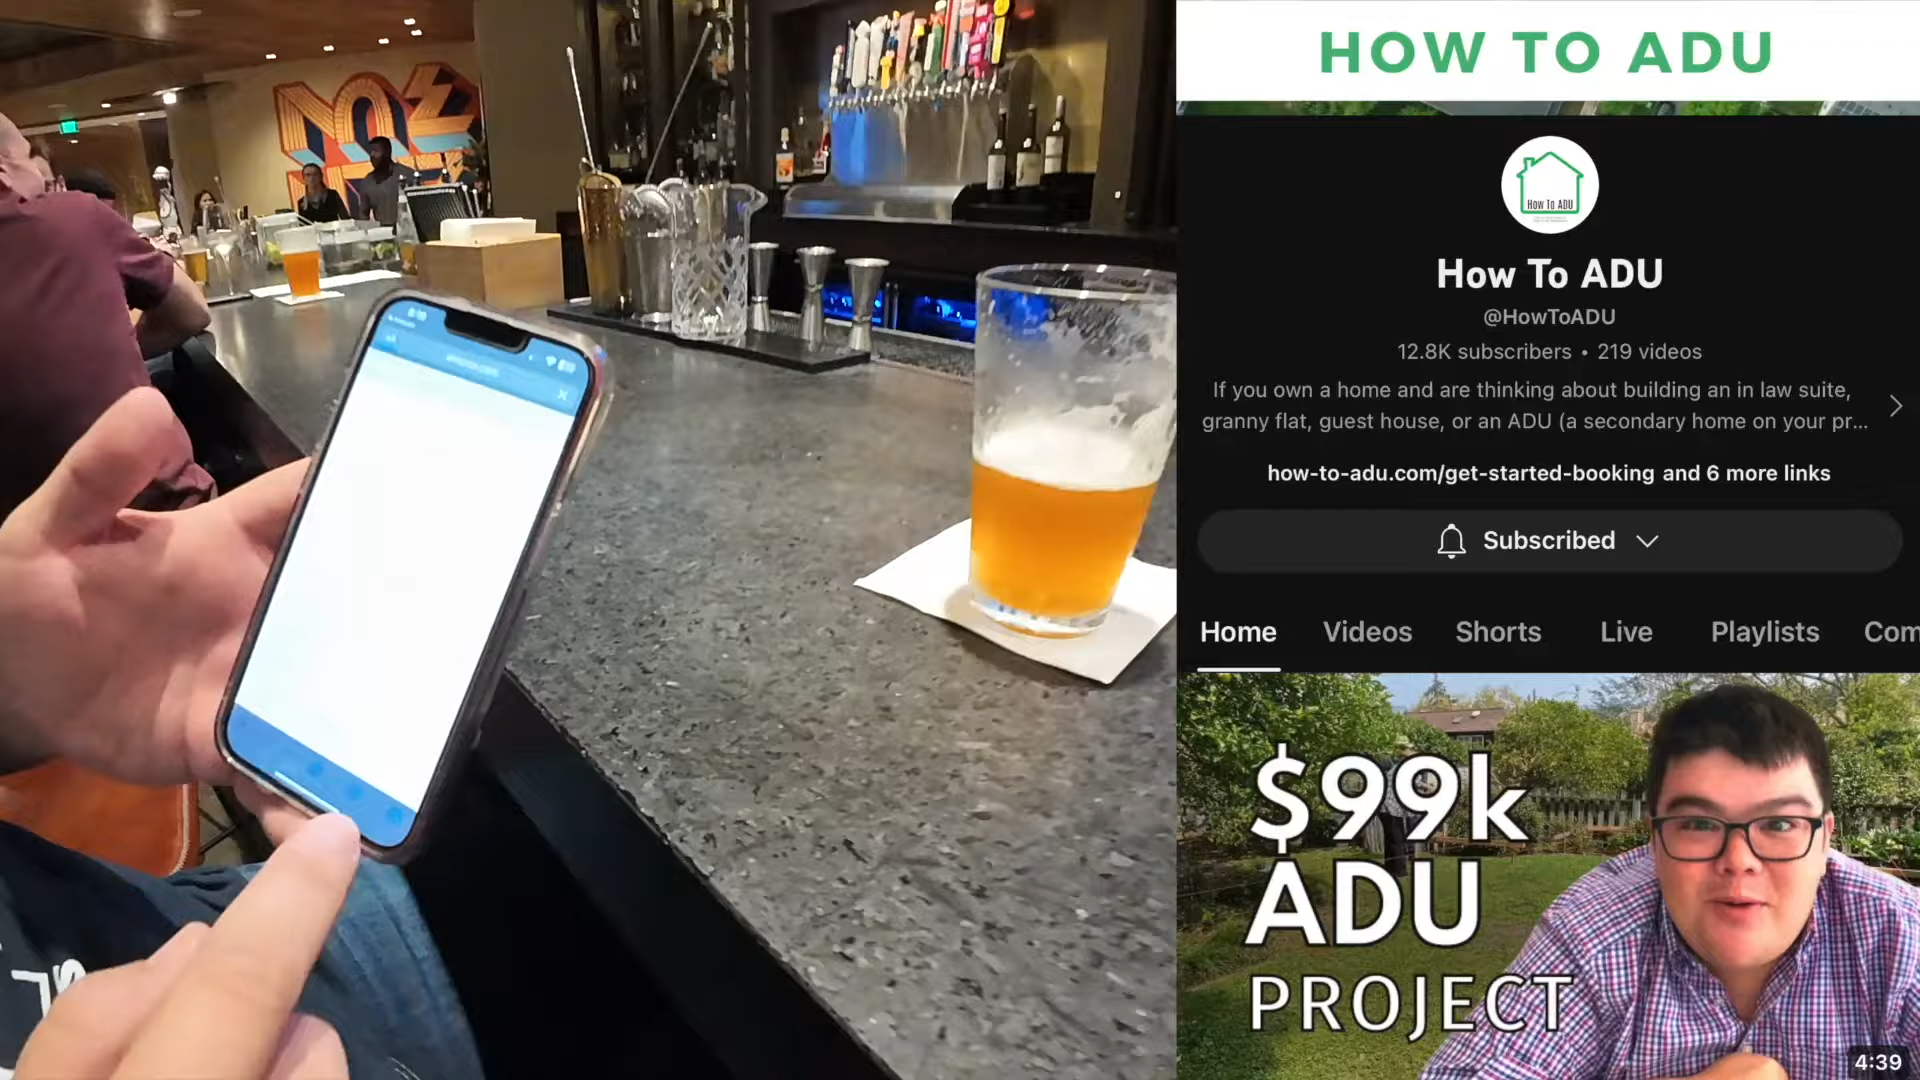 HOW TO ADU
How To ADU
How To ADU
@HowToADU
12.8K subscribers • 219 videos
If you own a home and are thinking about building an in law suite,
granny flat, guest house, or an ADU (a secondary home on your pr...
how-to-adu.com/get-started-booking and 6 more links
Subscribed
Home Videos Shorts Live Playlists Com
$99k
ADU
PROJECT
4:39